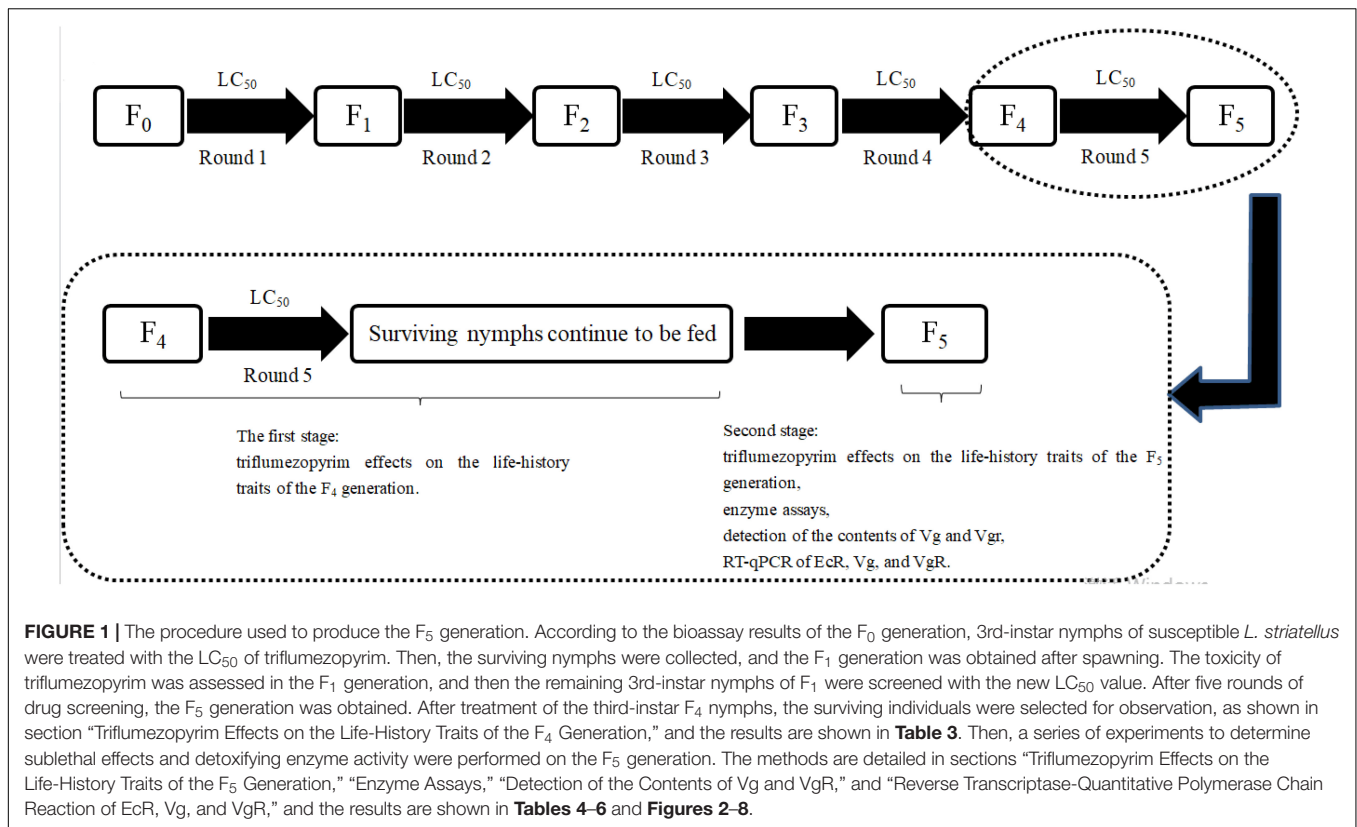 LC50 LC50 LC50 LC50 LC50
F0 F1 F2 F3 F4 F5
Round 1 Round 2 Round 3 Round 4 Round 5
LC50
F4 Surviving nymphs continue to be fed F5
Round 5
The first stage:
triflumezopyrim effects on the life-history
traits of the F4 generation.
Second stage:
triflumezopyrim effects on the life-history traits of the F5
generation,
enzyme assays,
detection of the contents of Vg and Vgr,
RT-qPCR of EcR, Vg, and VgR.
FIGURE 1 | The procedure used to produce the F5 generation. According to the bioassay results of the F0 generation, 3rd-instar nymphs of susceptible L. striatellus
were treated with the LC50 of triflumezopyrim. Then, the surviving nymphs were collected, and the F1 generation was obtained after spawning. The toxicity of
triflumezopyrim was assessed in the F1 generation, and then the remaining 3rd-instar nymphs of F1 were screened with the new LC50 value. After five rounds of
drug screening, the F5 generation was obtained. After treatment of the third-instar F4 nymphs, the surviving individuals were selected for observation, as shown in
section “Triflumezopyrim Effects on the Life-History Traits of the F4 Generation,” and the results are shown in Table 3. Then, a series of experiments to determine
sublethal effects and detoxifying enzyme activity were performed on the F5 generation. The methods are detailed in sections “Triflumezopyrim Effects on the
Life-History Traits of the F5 Generation,” “Enzyme Assays,” “Detection of the Contents of Vg and VgR,” and “Reverse Transcriptase-Quantitative Polymerase Chain
Reaction of EcR, Vg, and VgR,” and the results are shown in Tables 4–6 and Figures 2–8.